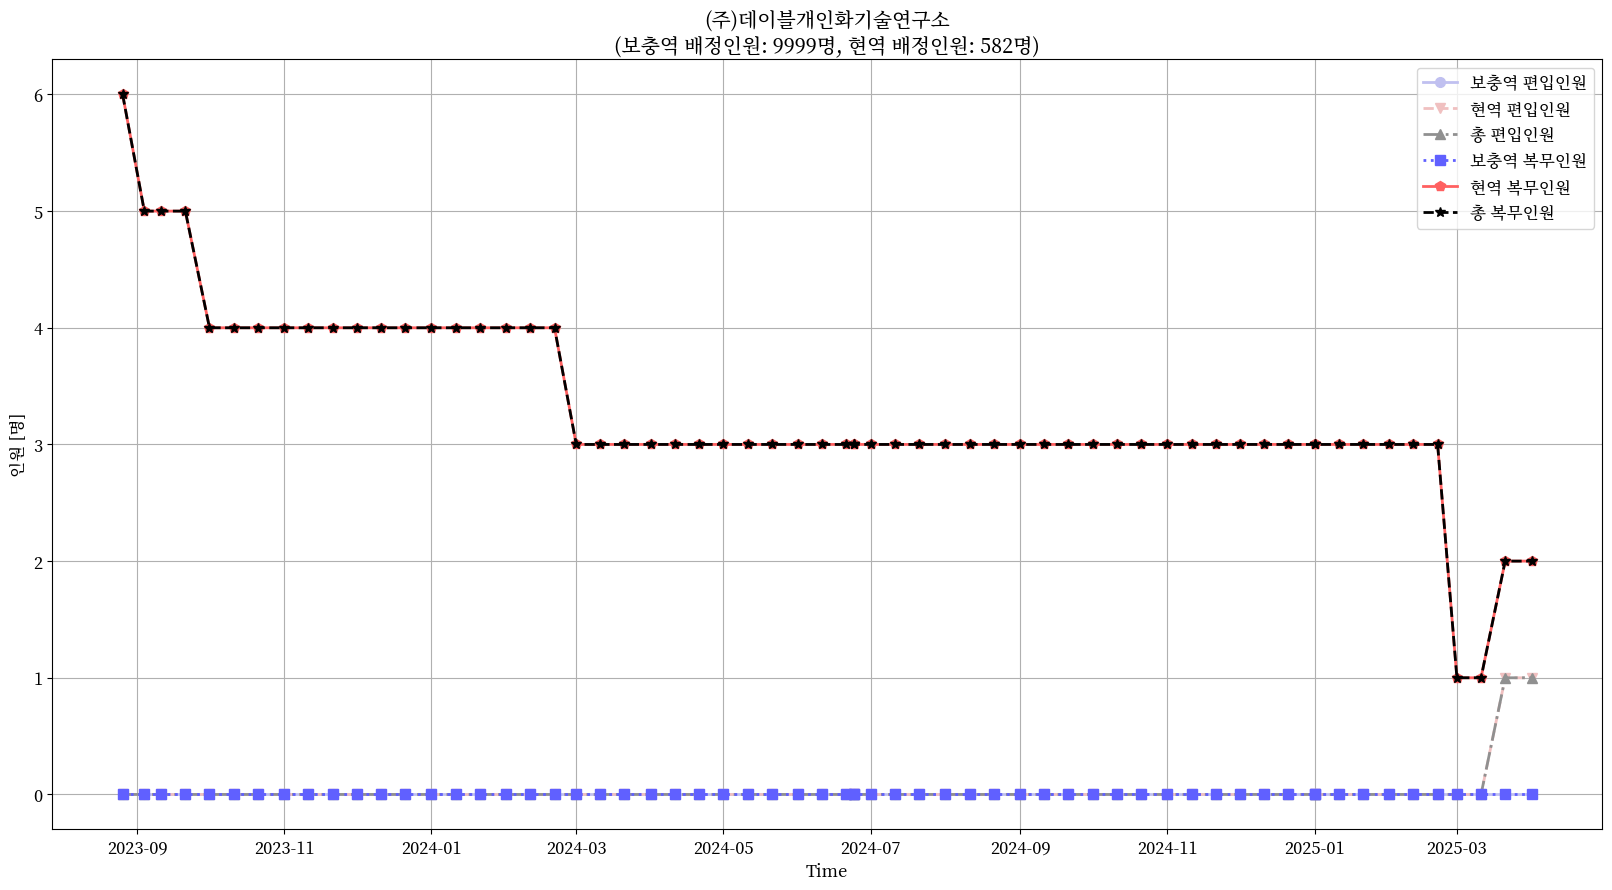 (주)데이블개인화기술연구소
(보충역 배정인원: 9999명, 현역 배정인원: 582명)
보충역 편입인원
현역 편입인원
총 편입인원
보충역 복무인원
현역 복무인원
총 복무인원
인원 [명]
6
5
4
3
2
1
0
2023-09 2023-11 2024-01 2024-03 2024-05 2024-07 2024-09 2024-11 2025-01 2025-03
Time